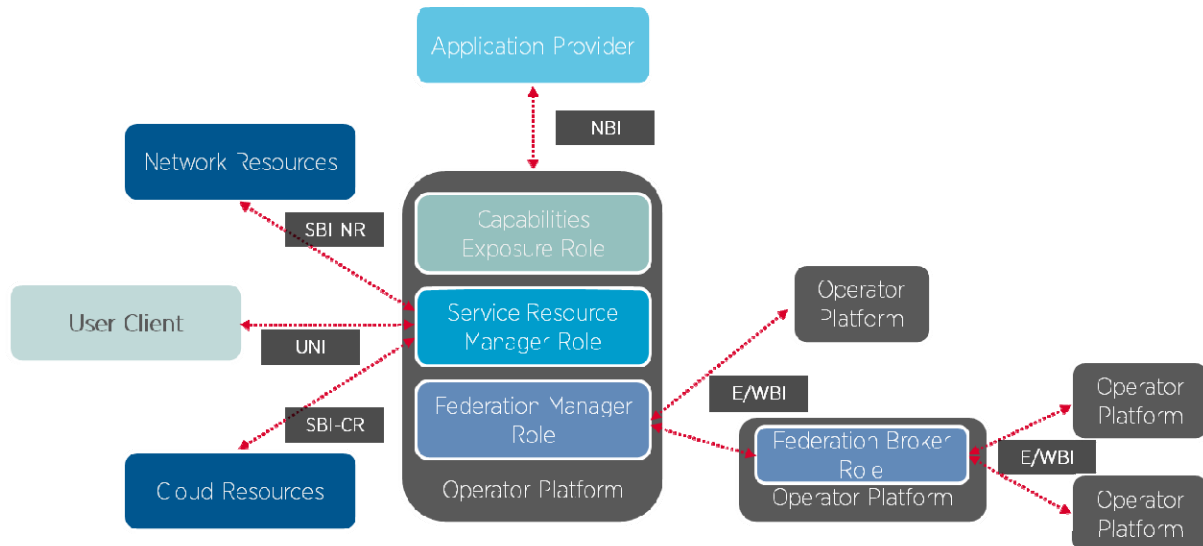 Application Provider
NBI
Network Resources
Capabilities
Exposure Role
SBI-NR
User Client
UNI
Service Resource
Manager Role
Operator
Platform
SBI-CR
Federation Manager
Role
E/WBI
Operator
Platform
Federation Broker
Role
E/WBI
Cloud Resources
Operator Platform
Operator Platform
Operator
Platform